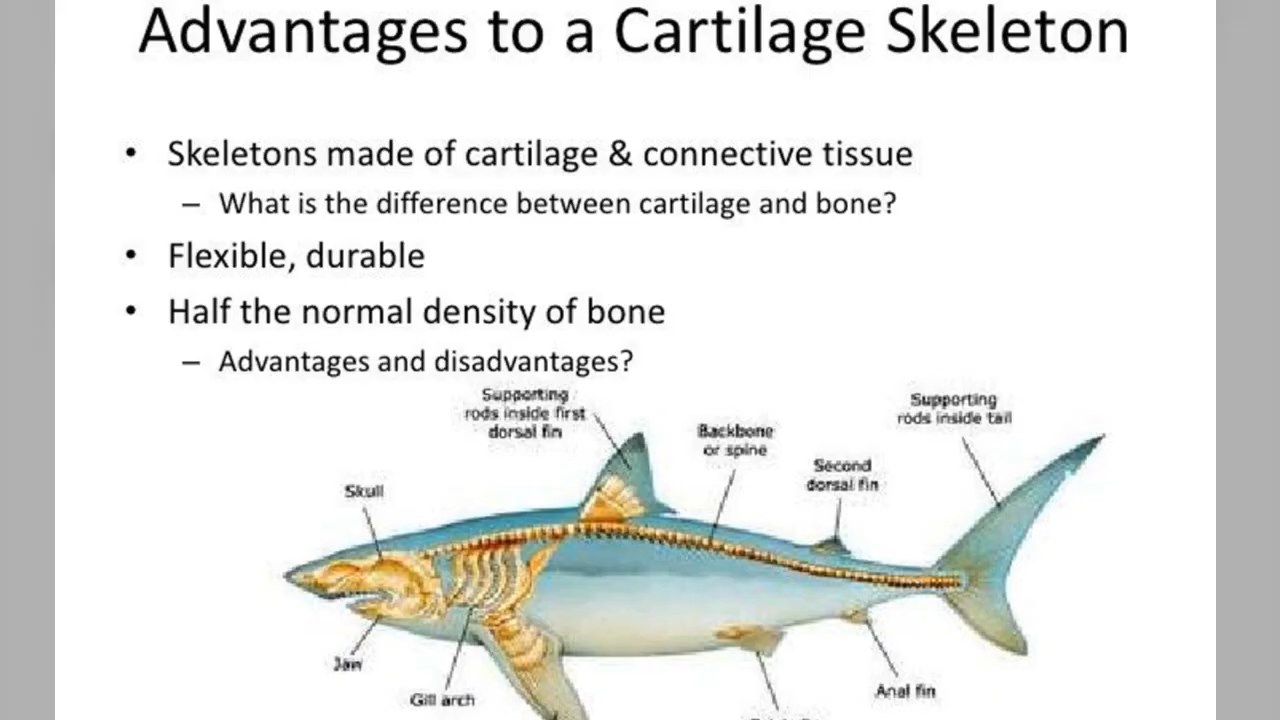 Advantages to a Cartilage Skeleton
• Skeletons made of cartilage & connective tissue
– What is the difference between cartilage and bone?
• Flexible, durable
• Half the normal density of bone
– Advantages and disadvantages?
Supporting
rods inside first
dorsal fin
Backbone
or spine
Supporting
rods inside tail
Second
dorsal fin
Skull
Jaw
Gill arch
Anal fin